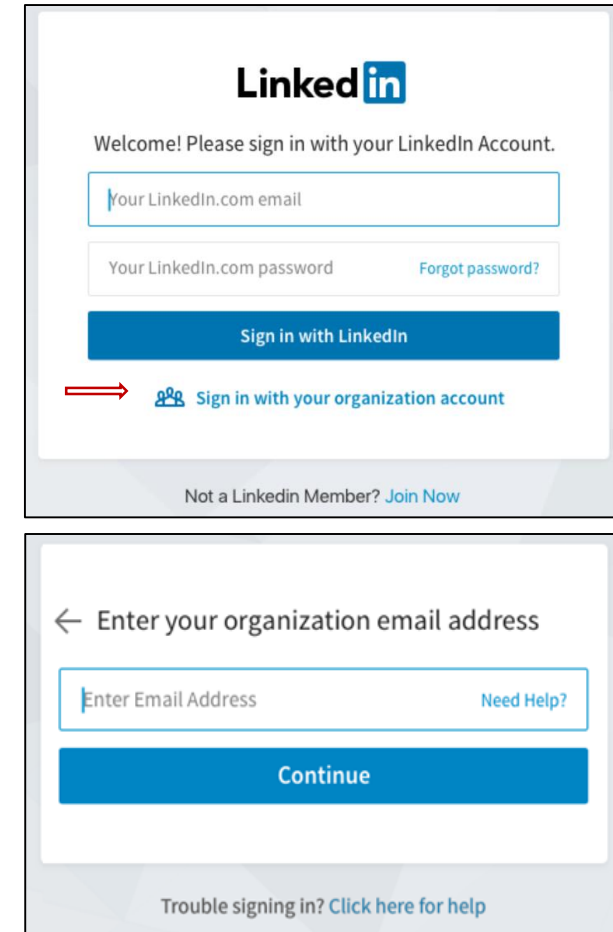 Linked in
Welcome! Please sign in with your LinkedIn Account.
Your LinkedIn.com email
Your LinkedIn.com password Forgot password?
Sign in with LinkedIn
Sign in with your organization account
Not a Linkedin Member? Join Now
Enter your organization email address
Enter Email Address Need Help?
Continue
Trouble signing in? Click here for help